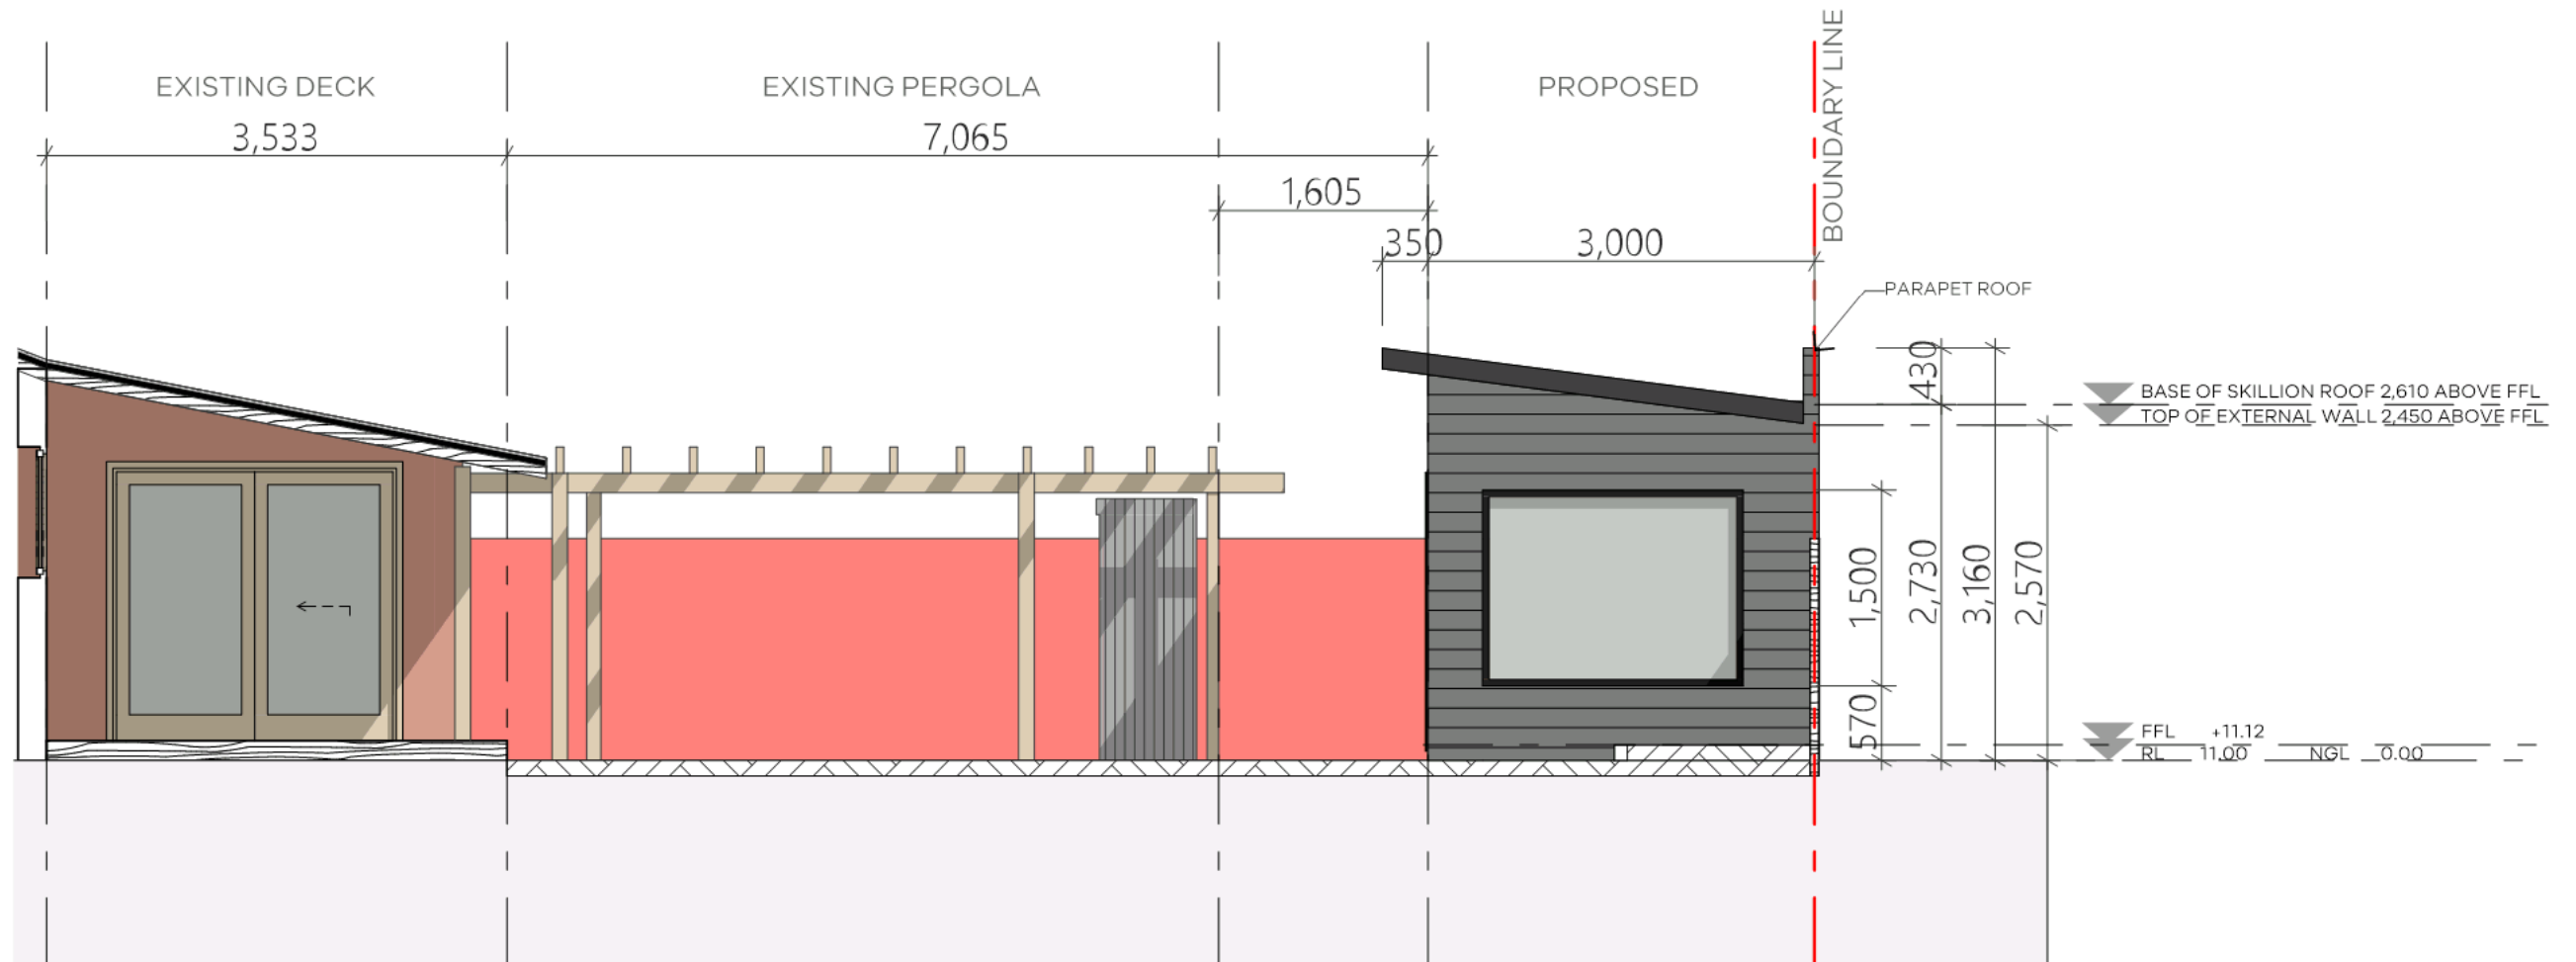 EXISTING DECK
EXISTING PERGOLA
PROPOSED
BOUNDARY LINE
3,533
7,065
1,605
350
3,000
PARAPET ROOF
430
BASE OF SKILLION ROOF 2,610 ABOVE FFL
TOP OF EXTERNAL WALL 2,450 ABOVE FFL
1,500
2,730
3,160
2,570
570
FFL +11.12
RL 11.00 NGL 0.00